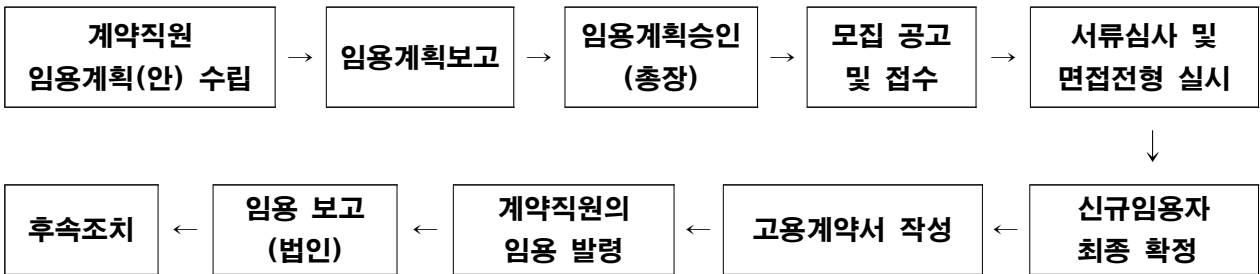 계약직원
임용계획(안) 수립
→
임용계획보고
→
임용계획승인
(총장)
→
모집 공고
및 접수
→
서류심사 및
면접전형 실시
↓
신규임용자
최종 확정
←
고용계약서 작성
←
계약직원의
임용 발령
←
임용 보고
(법인)
←
후속조치